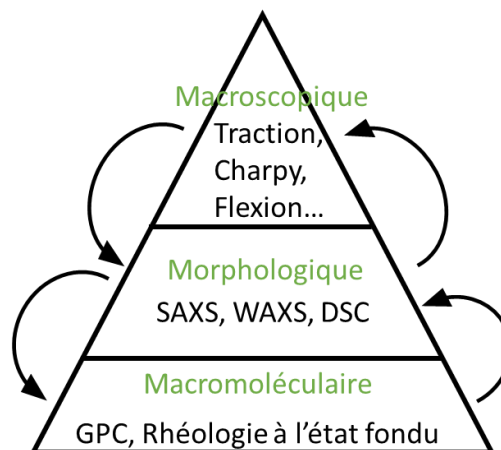 Macroscopique
Traction,
Charpy,
Flexion...
Morphologique
SAXS, WAXS, DSC
Macromoléculaire
GPC, Rhéologie à l'état fondu